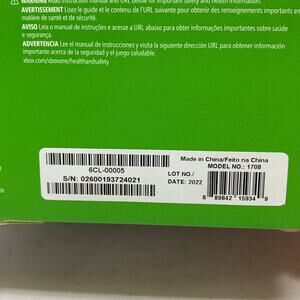 WARNING Read instruction manual and URL below for important safety and health information.
AVERTISSEMENT Lisez le guide et le contenu de l'URL suivante pour obtenir des renseignements importants en
matière de santé et de sécurité.
AVISO Leia o manual de instruções e a URL abaixo para obter informações importantes sobre saúde
e segurança.
ADVERTENCIA Lee el manual de instrucciones y visita la siguiente dirección URL para obtener información
importante acerca de la seguridad y el juego saludable.
xbox.com/xboxone/healthandsafety
6CL-00005
S/N: 02600193724021
Made in China/Feito na China
MODEL NO.: 1708
LOT NO./
DATE: 2022
8 89842 15934 9